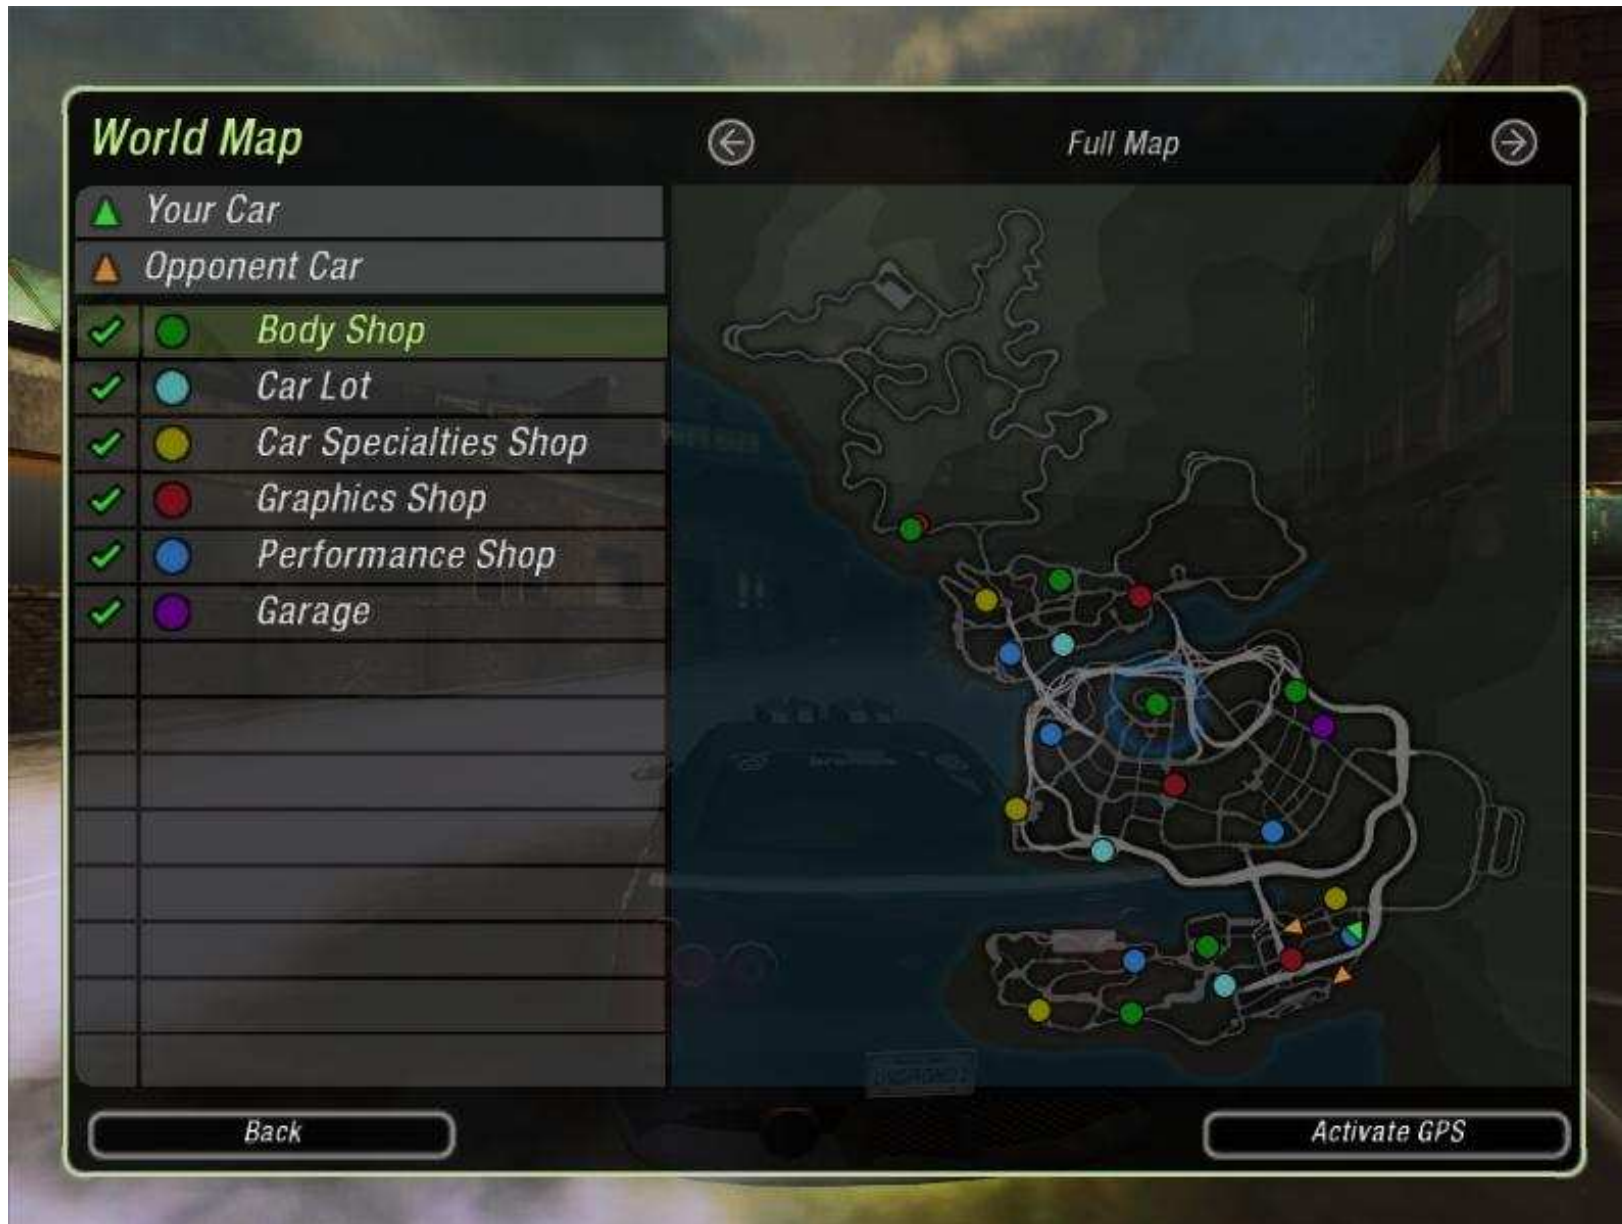 World Map
Full Map
Your Car
Opponent Car
Body Shop
Car Lot
Car Specialties Shop
Graphics Shop
Performance Shop
Garage
Back
Activate GPS